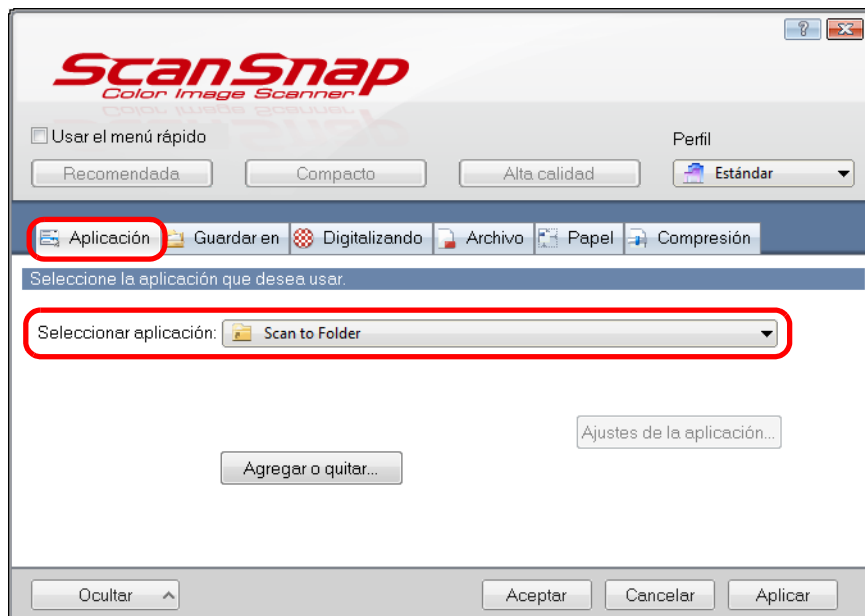 ScanSnap
Color Image Scanner
Usar el menú rápido
Perfil
Recomendada Compacto Alta calidad Estándar
Aplicación Guardar en Digitalizando Archivo Papel Compresión
Seleccione la aplicación que desea usar.
Seleccionar aplicación: Scan to Folder
Ajustes de la aplicación...
Agregar o quitar...
Ocultar Aceptar Cancelar Aplicar